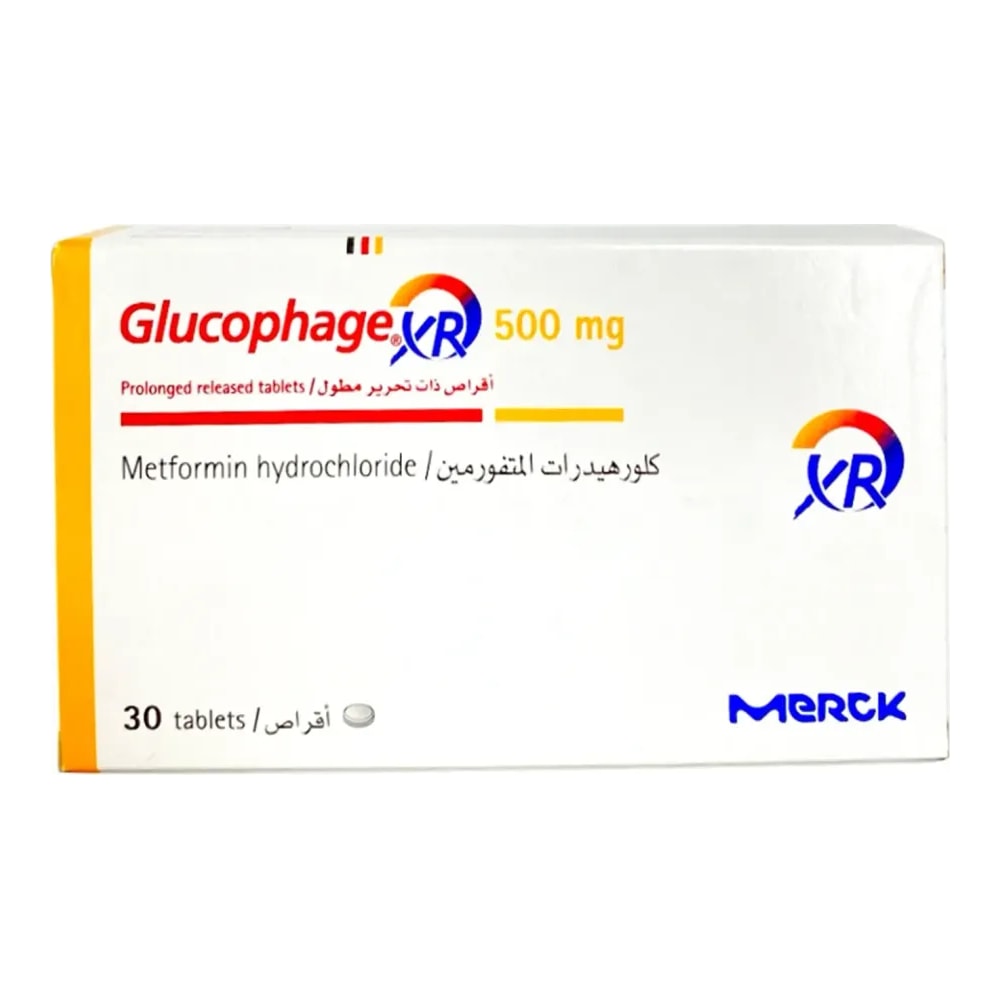 Glucophage® XR 500 mg
Prolonged released tablets / أقراص ذات تحرير مطول
Metformin hydrochloride / كلورهيدرات المتفورمين
XR
30 tablets / أقراص
MERCK